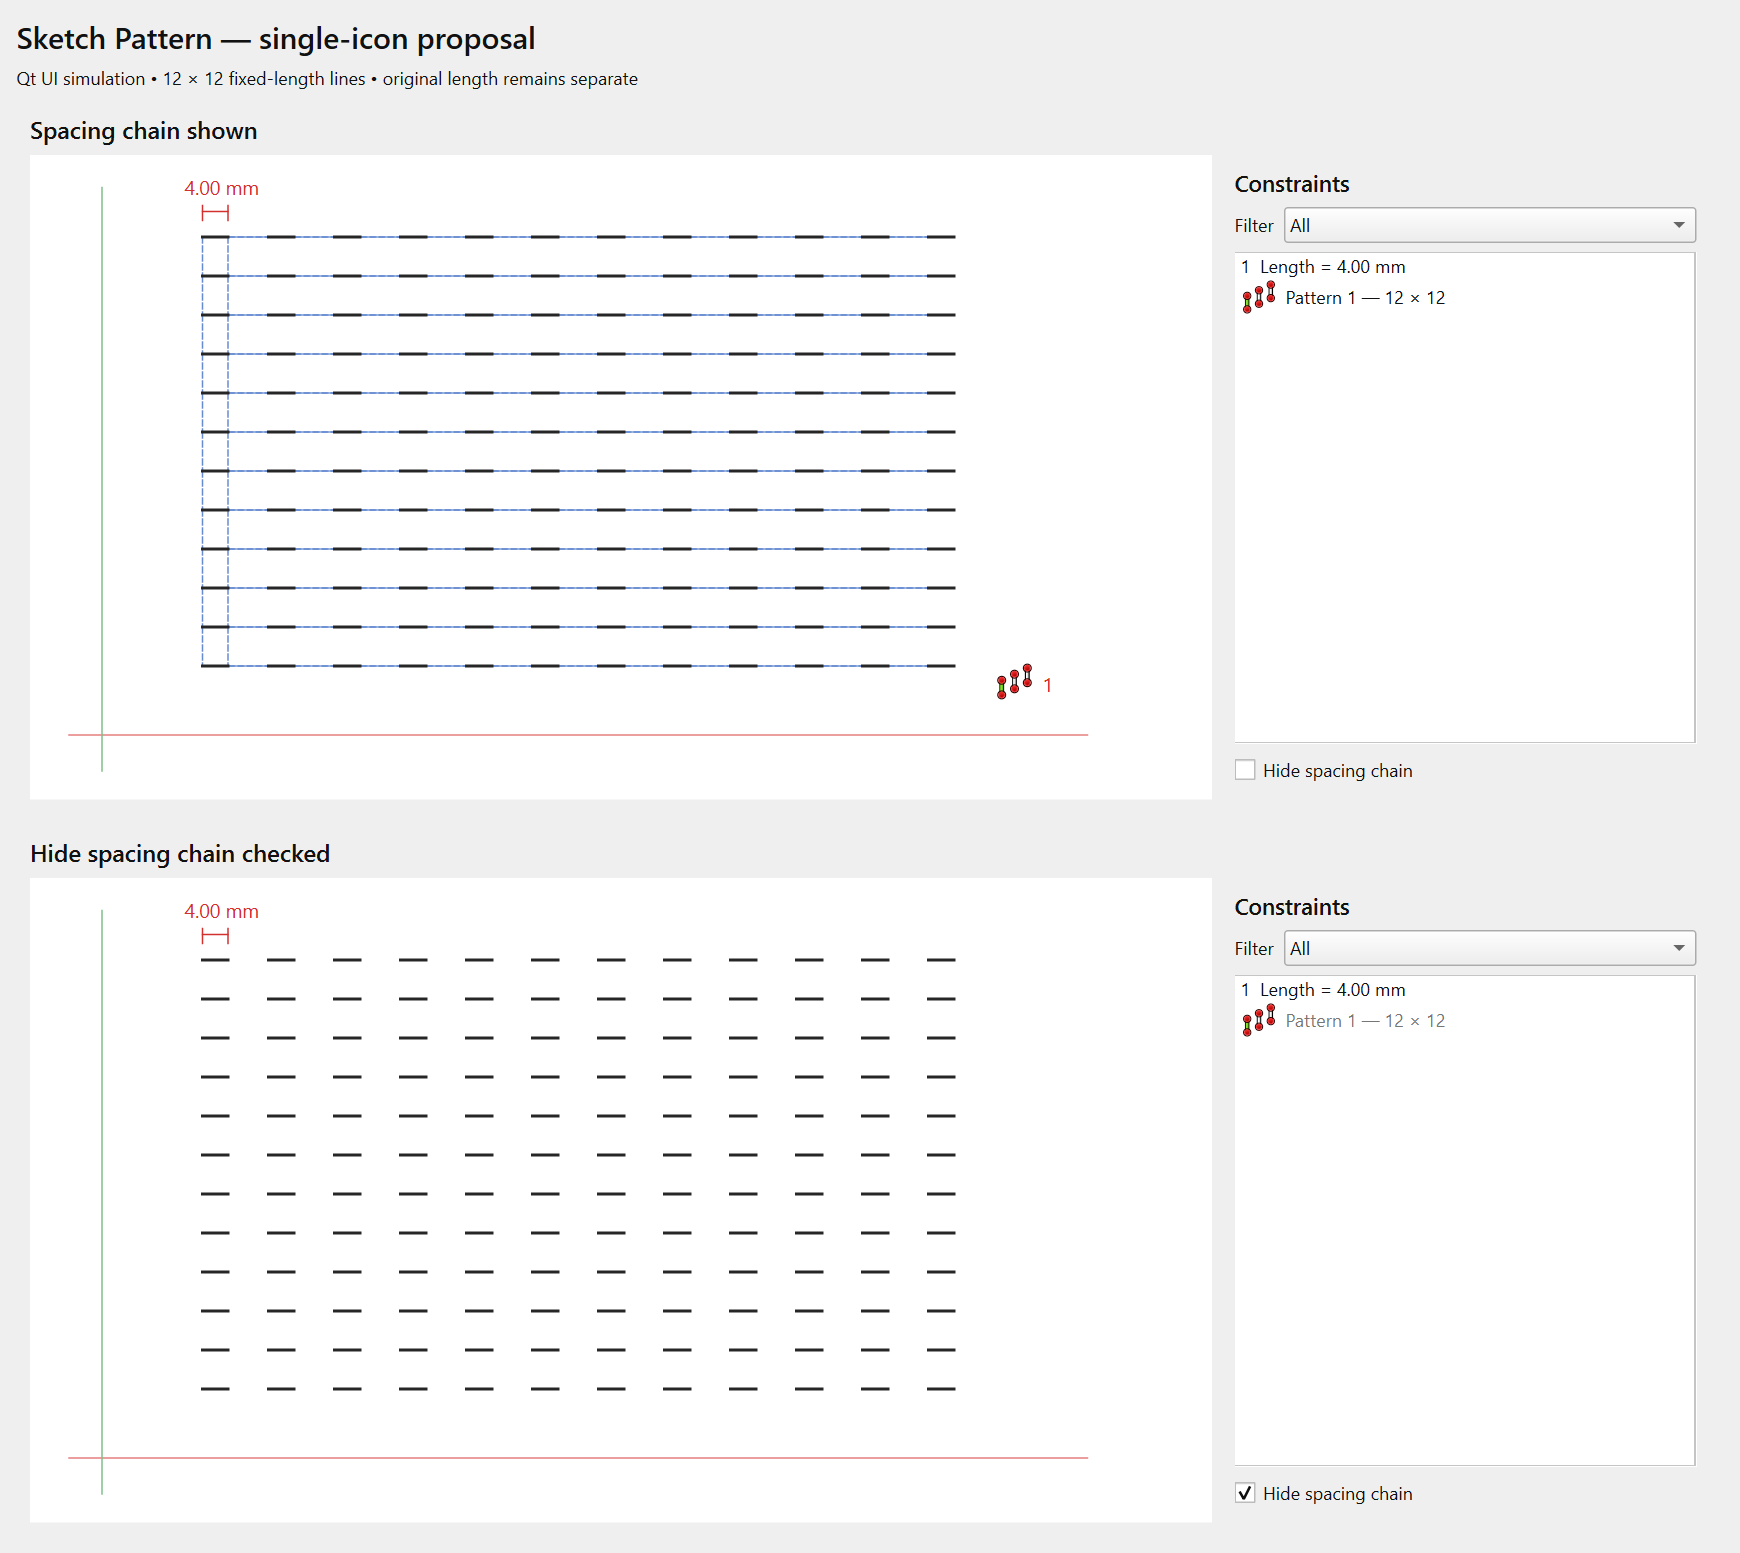 Sketch Pattern — single-icon proposal
Qt UI simulation • 12 × 12 fixed-length lines • original length remains separate
Spacing chain shown
4.00 mm
1
Constraints
Filter All
1 Length = 4.00 mm
Pattern 1 — 12 × 12
Hide spacing chain
Hide spacing chain checked
4.00 mm
Constraints
Filter All
1 Length = 4.00 mm
Pattern 1 — 12 × 12
Hide spacing chain